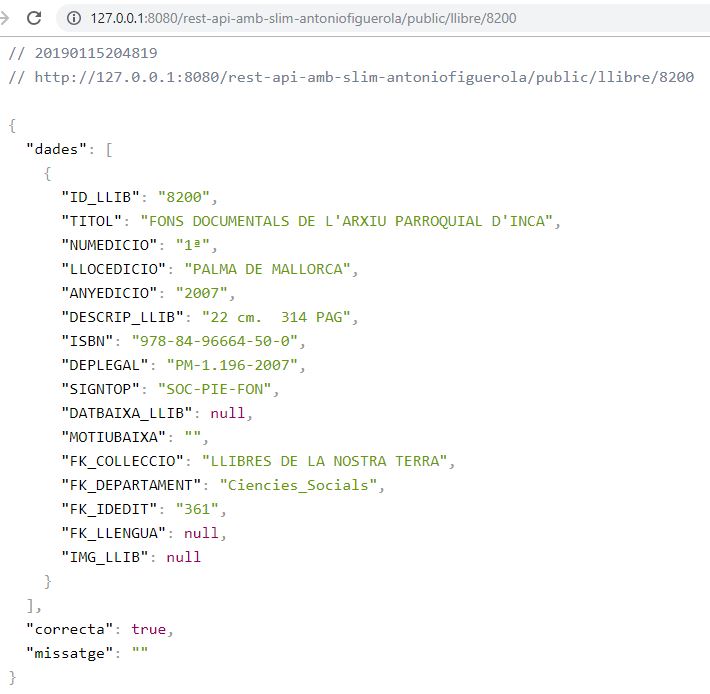 127.0.0.1:8080/rest-api-amb-slim-antoniofiguerola/public/llibre/8200
// 20190115204819
// http://127.0.0.1:8080/rest-api-amb-slim-antoniofiguerola/public/llibre/8200
{
"dades": [
{
"ID_LLIB": "8200",
"TITOL": "FONS DOCUMENTALS DE L'ARXIU PARROQUIAL D'INCA",
"NUMEDICIO": "1ª",
"LLOCEDICIO": "PALMA DE MALLORCA",
"ANYEDICIO": "2007",
"DESCRIP_LLIB": "22 cm.  314 PAG",
"ISBN": "978-84-96664-50-0",
"DEPLEGAL": "PM-1.196-2007",
"SIGNTOP": "SOC-PIE-FON",
"DATBAIXA_LLIB": null,
"MOTIUBAIXA": "",
"FK_COLLECCIO": "LLIBRES DE LA NOSTRA TERRA",
"FK_DEPARTAMENT": "Ciencies_Socials",
"FK_IDEDIT": "361",
"FK_LLENGUA": null,
"IMG_LLIB": null
}
],
"correcta": true,
"missatge": ""
}